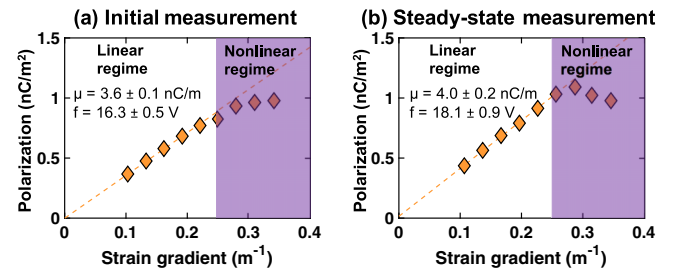 (a) Initial measurement
Polarization (nC/m²)
1.5
1
0.5
0
Linear regime
Nonlinear regime
μ = 3.6 ± 0.1 nC/m
f = 16.3 ± 0.5 V
0 0.1 0.2 0.3 0.4
Strain gradient (m⁻¹)
(b) Steady-state measurement
Polarization (nC/m²)
1.5
1
0.5
0
Linear regime
Nonlinear regime
μ = 4.0 ± 0.2 nC/m
f = 18.1 ± 0.9 V
0 0.1 0.2 0.3 0.4
Strain gradient (m⁻¹)